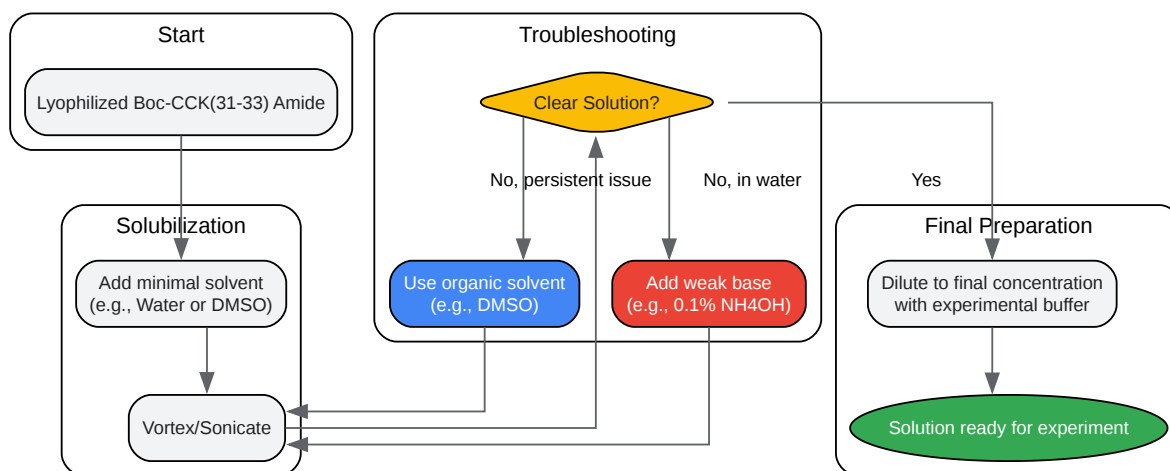 Start
Lyophilized Boc-CCK(31-33) Amide
Solubilization
Add minimal solvent
(e.g., Water or DMSO)
Vortex/Sonicate
Troubleshooting
Clear Solution?
No, persistent issue
No, in water
Yes
Use organic solvent
(e.g., DMSO)
Add weak base
(e.g., 0.1% NH4OH)
Final Preparation
Dilute to final concentration
with experimental buffer
Solution ready for experiment